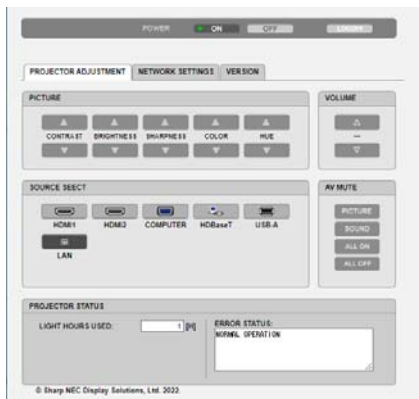 POWER ON OFF LOGOFF
PROJECTOR ADJUSTMENT NETWORK SETTINGS VERSION
PICTURE VOLUME
CONTRAST BRIGHTNESS SHARPNESS COLOR HUE ---
SOURCE SEECT AV MUTE
HDMI1 HDMI2 COMPUTER HDBaseT USB-A
LAN
PICTURE
SOUND
ALL ON
ALL OFF
PROJECTOR STATUS
LIGHT HOURS USED: 1 [H]
ERROR STATUS:
NORMAL OPERATION
© Sharp NEC Display Solutions, Ltd. 2022.